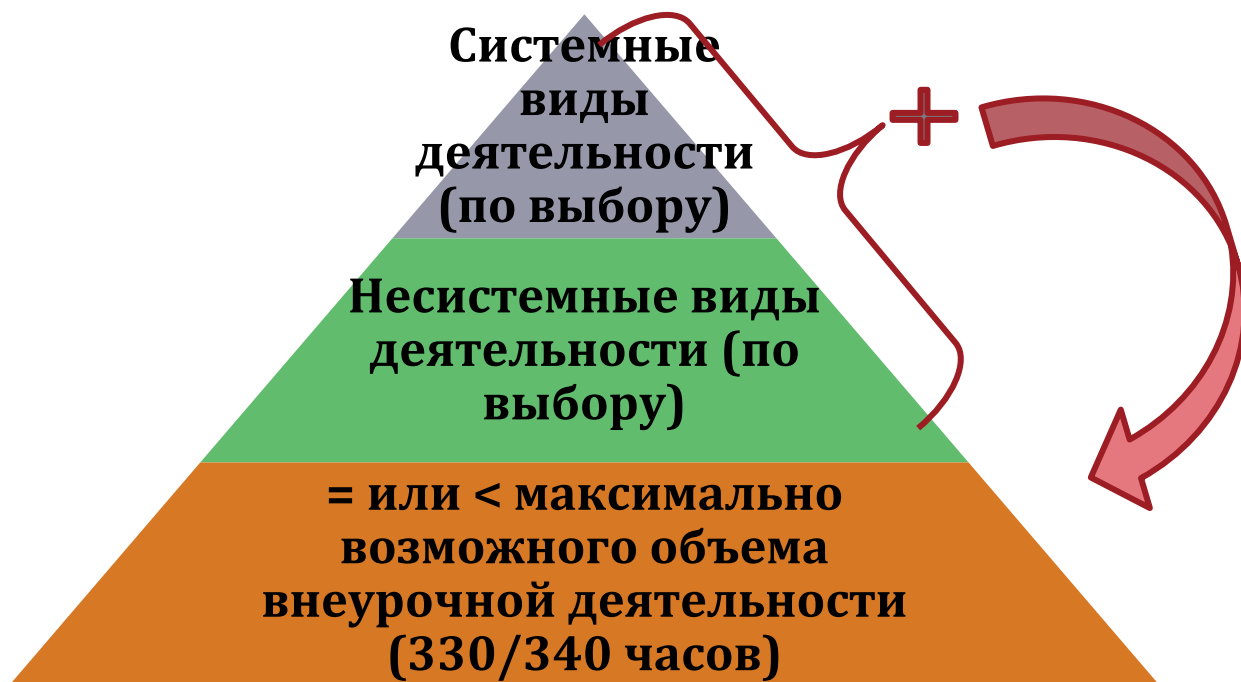 Системные
виды
деятельности
(по выбору)
+
Несистемные виды
деятельности (по
выбору)
= или < максимально
возможного объема
внеурочной деятельности
(330/340 часов)